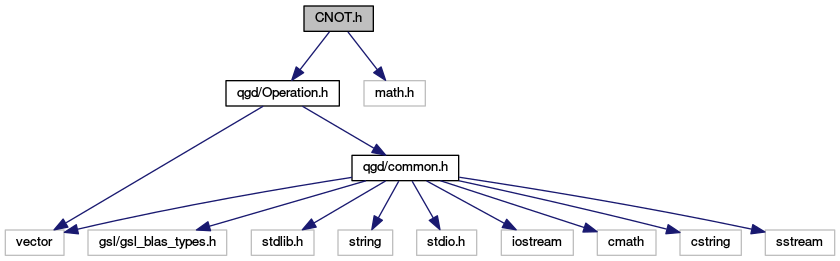 CNOT.h
qgd/Operation.h
math.h
qgd/common.h
vector
gsl/gsl_blas_types.h
stdlib.h
string
stdio.h
iostream
cmath
cstring
sstream